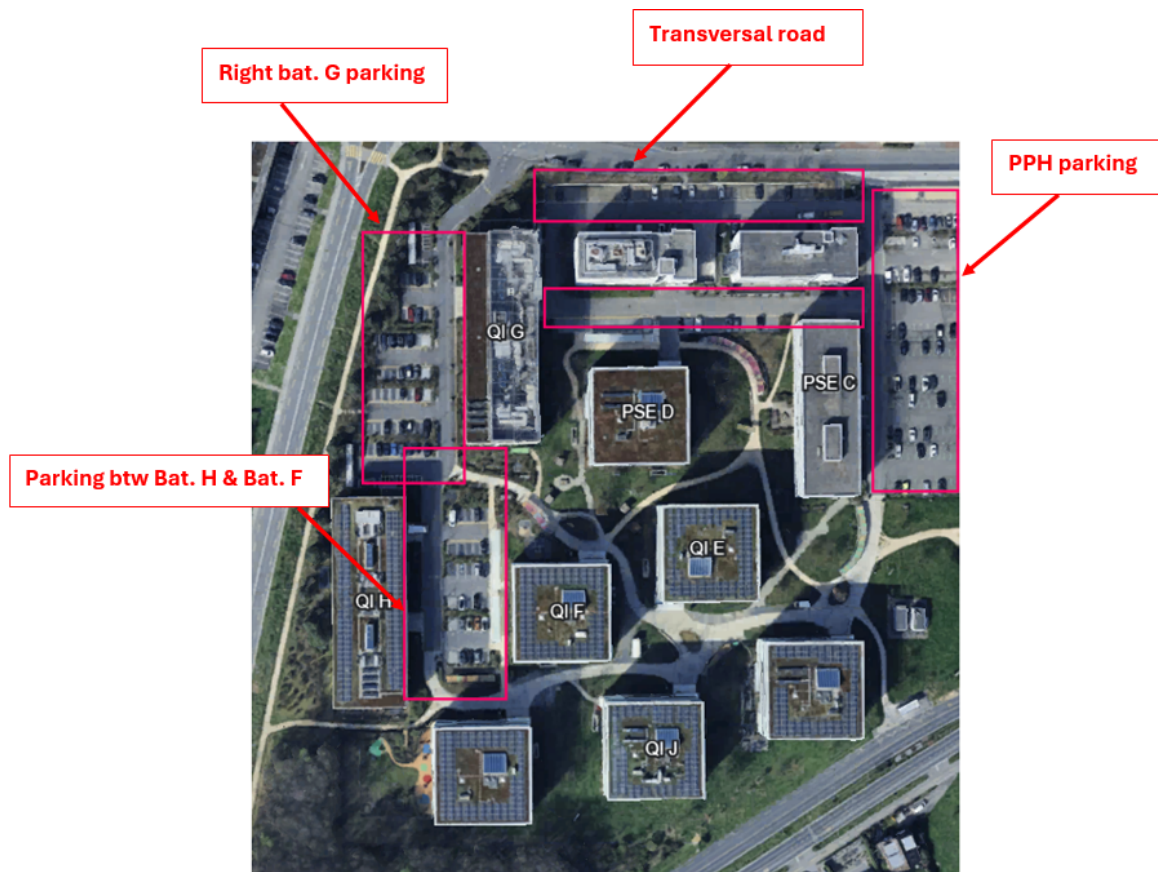 Transversal road
Right bat. G parking
PPH parking
QI G
PSE D
PSE C
Parking btw Bat. H & Bat. F
QI E
QI H
QI F
QI J